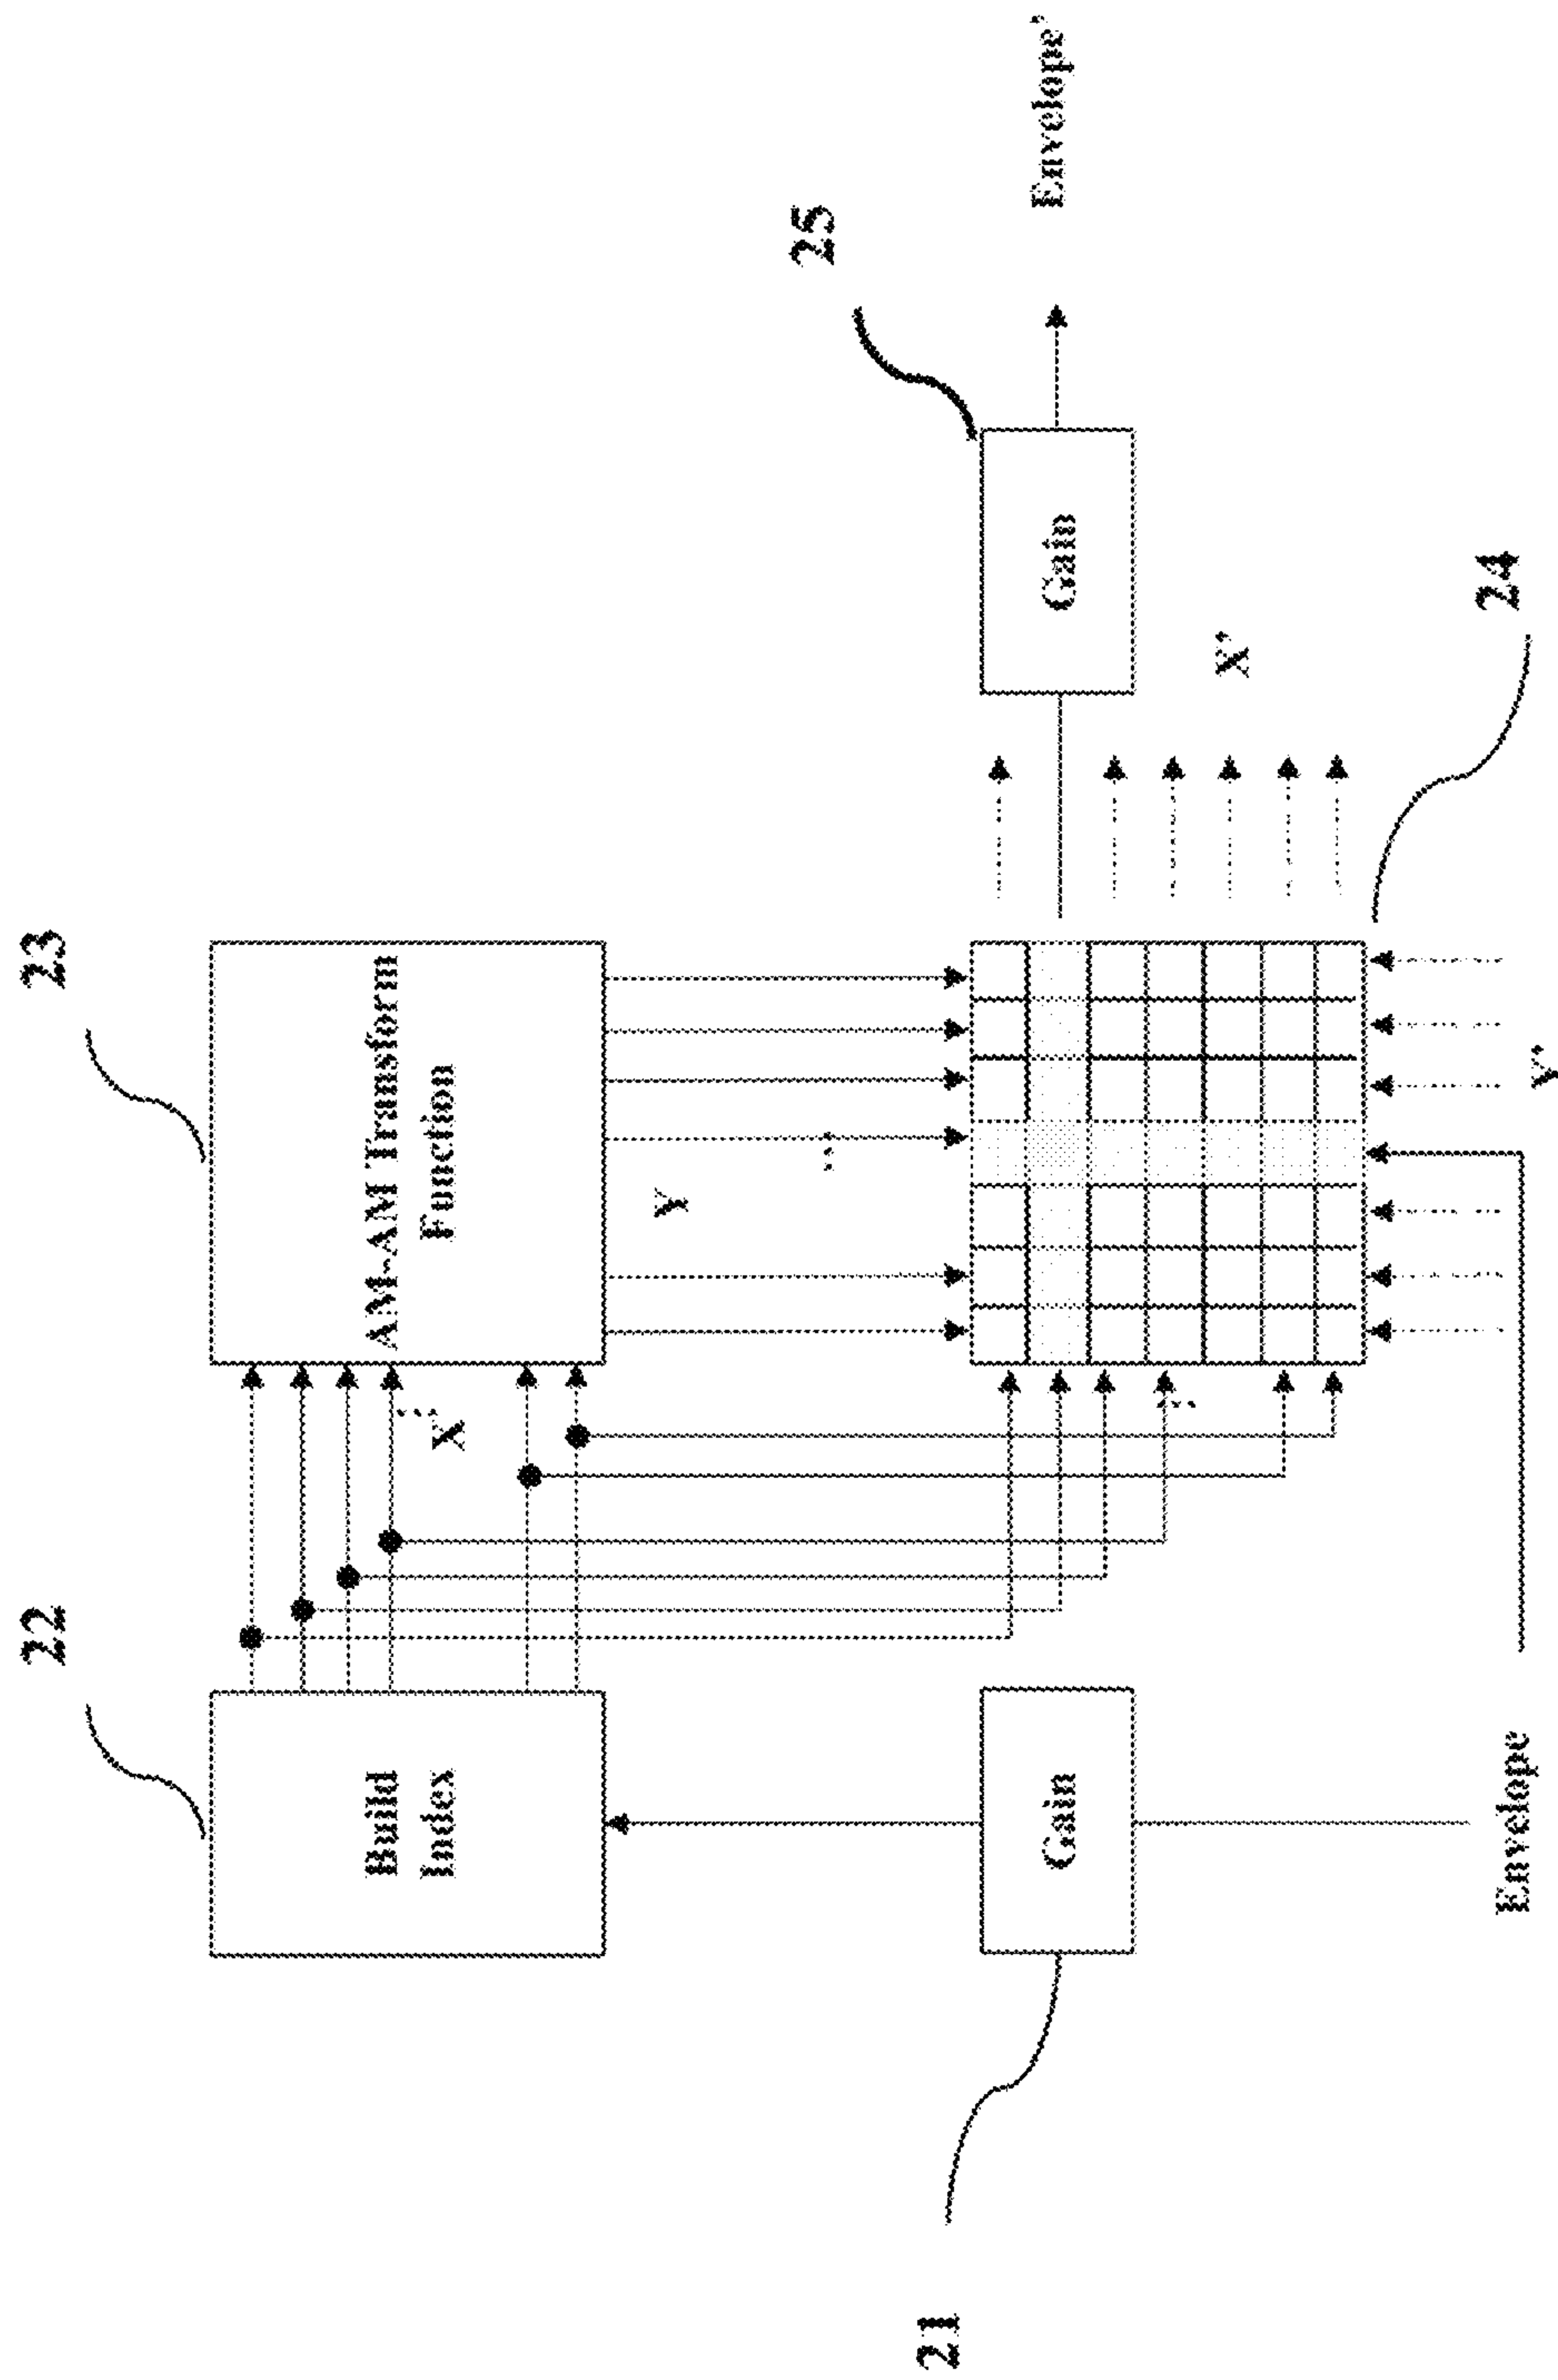 22
23
Build
Index
AM-AM Transform
Function
X
Y
25
21
Gain
Gain
Envelope'
X'
24
Envelope
Y'